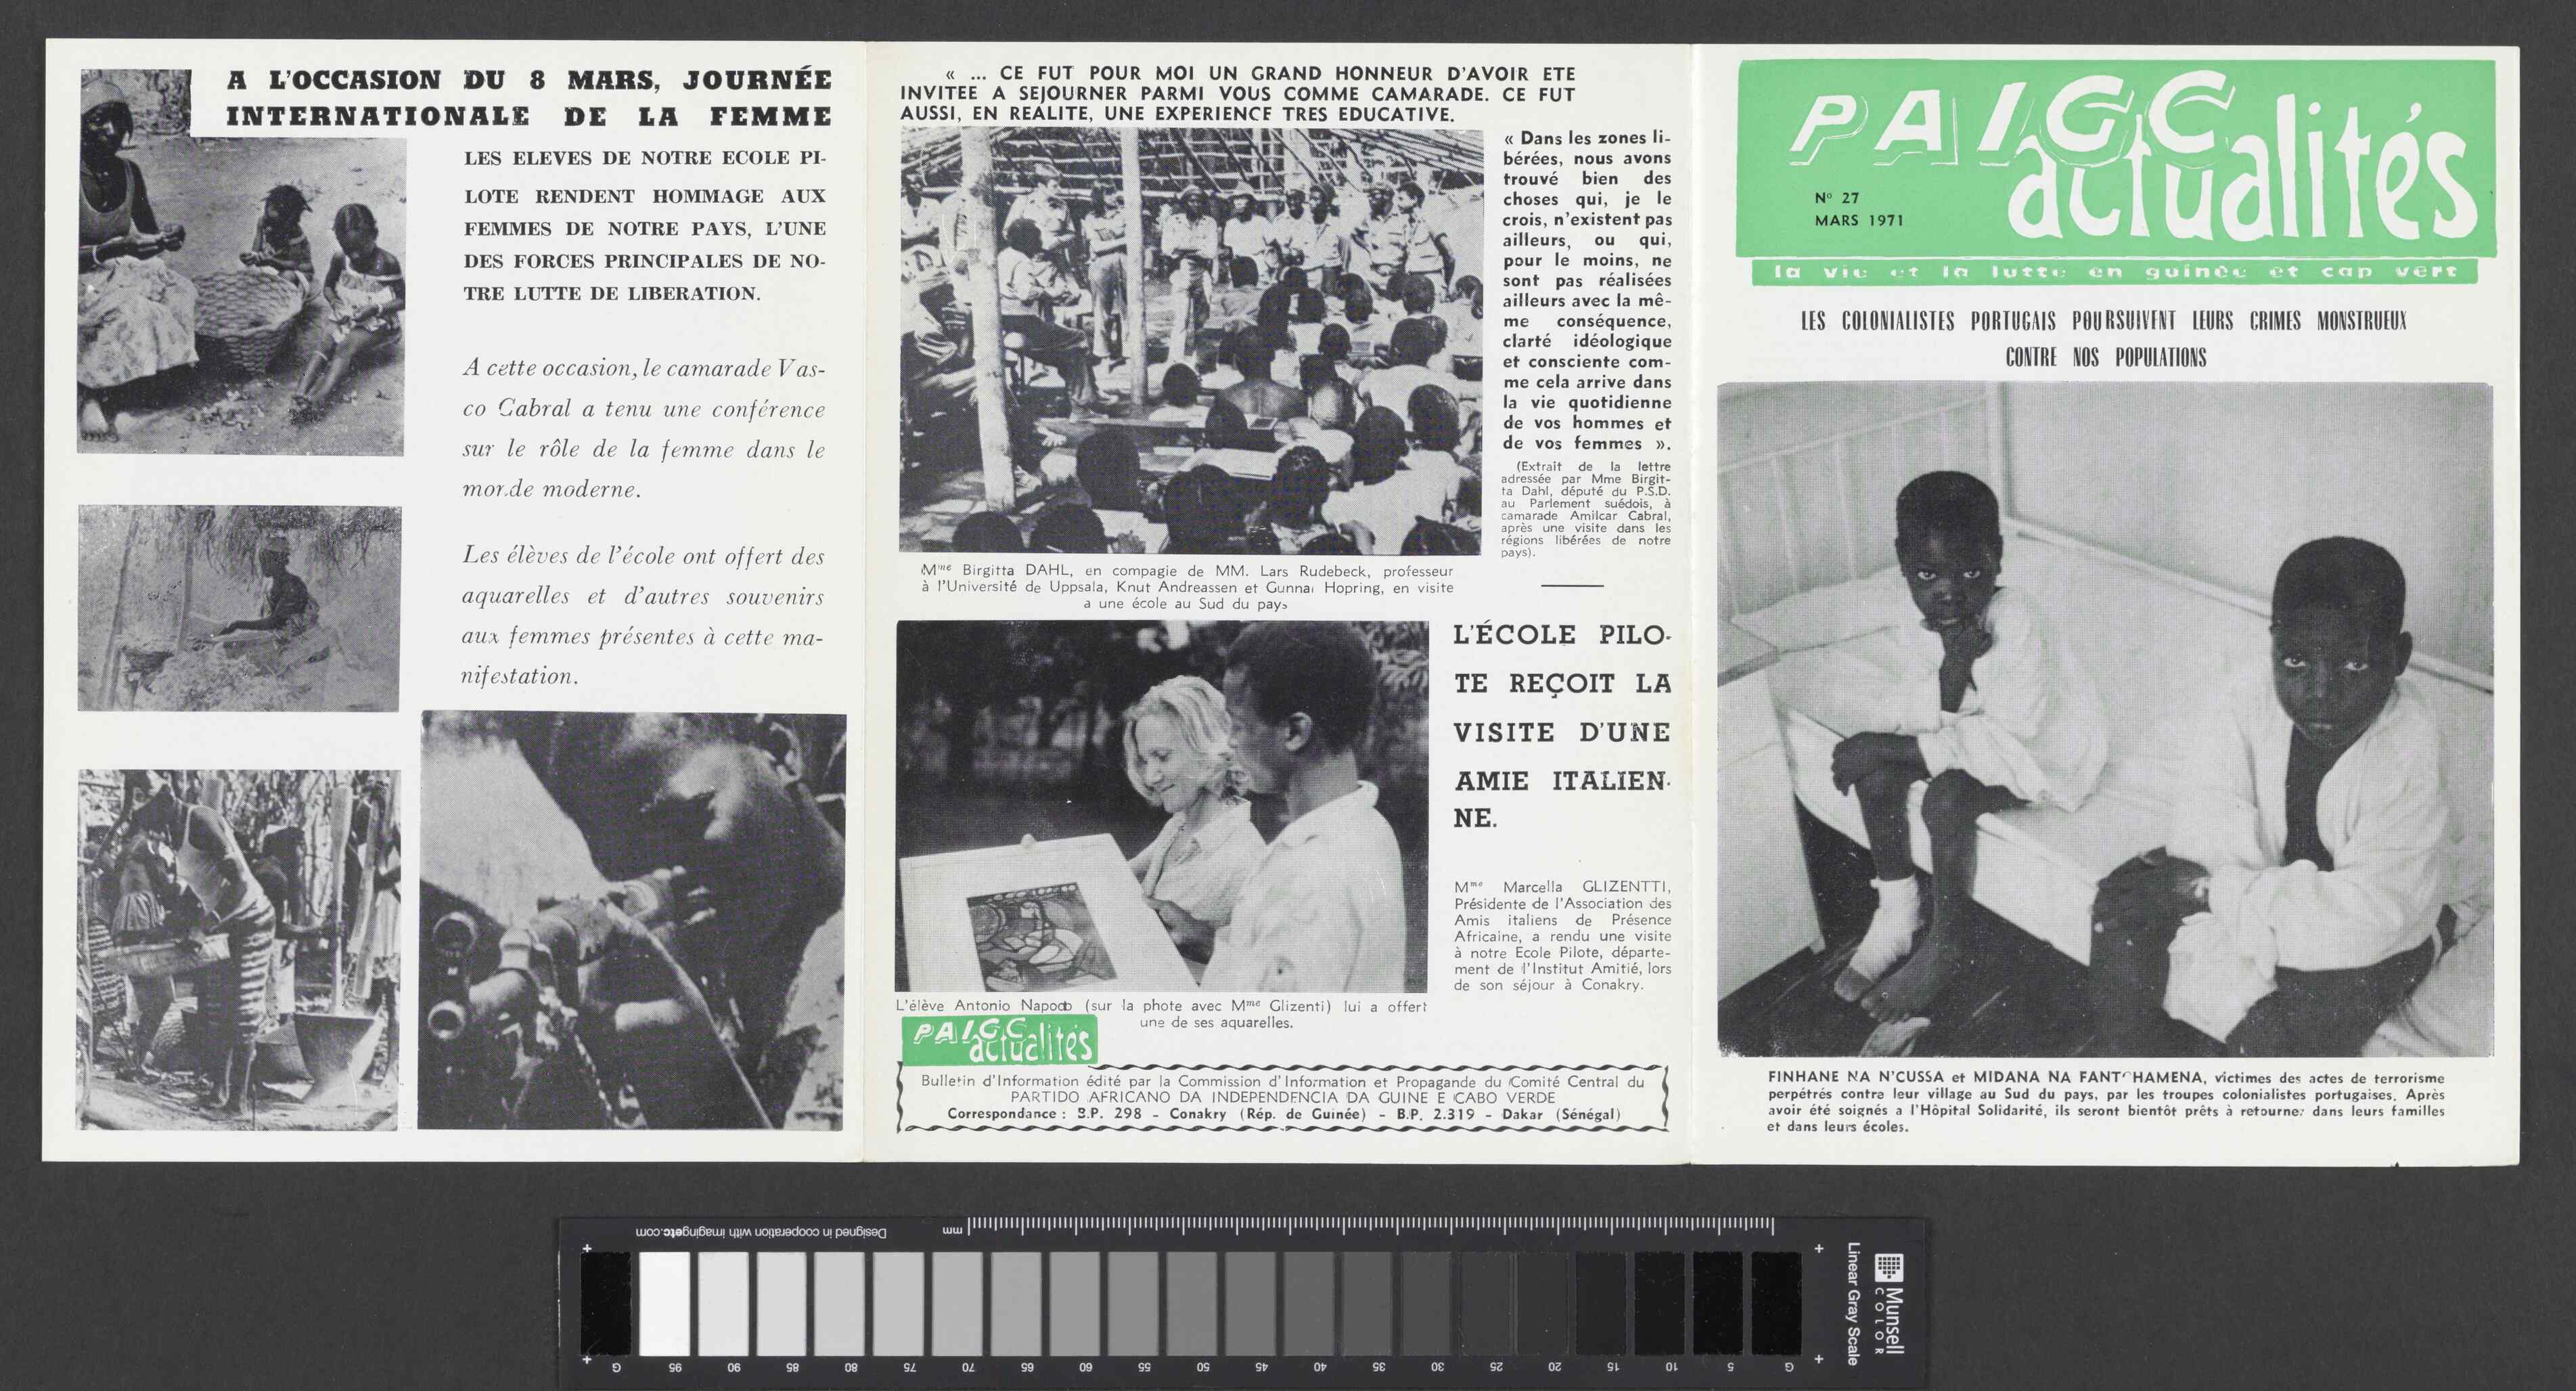 A L'OCCASION DU 8 MARS, JOURNÉE
INTERNATIONALE DE LA FEMME
LES ELEVES DE NOTRE ECOLE PI-
LOTE RENDENT HOMMAGE AUX
FEMMES DE NOTRE PAYS, L'UNE
DES FORCES PRINCIPALES DE NO-
TRE LUTTE DE LIBERATION.
A cette occasion, le camarade Vas-
co Cabral a tenu une conférence
sur le rôle de la femme dans le
monde moderne.
Les élèves de l'école ont offert des
aquarelles et d'autres souvenirs
aux femmes présentes à cette ma-
nifestation.
« ... CE FUT POUR MOI UN GRAND HONNEUR D'AVOIR ETE
INVITEE A SEJOURNER PARMI VOUS COMME CAMARADE. CE FUT
AUSSI, EN REALITE, UNE EXPERIENCE TRES EDUCATIVE.
« Dans les zones li-
bérées, nous avons
trouvé bien des
choses qui, je le
crois, n'existent pas
ailleurs, ou qui,
pour le moins, ne
sont pas réalisées
ailleurs avec la mê-
me conséquence,
clarté idéologique
et consciente com-
me cela arrive dans
la vie quotidienne
de vos hommes et
de vos femmes ».
(Extrait de la lettre
adressée par Mme Birgit-
ta Dahl, député du P.S.D.
au Parlement suédois, à
camarade Amilcar Cabral,
après une visite dans les
régions libérées de notre
pays).
Mme Birgitta DAHL, en compagie de MM. Lars Rudebeck, professeur
à l'Université de Uppsala, Knut Andreassen et Gunnar Hopring, en visite
a une école au Sud du pays
L'ÉCOLE PILO-
TE REÇOIT LA
VISITE D'UNE
AMIE ITALIEN-
NE.
Mme Marcella GLIZENTTI,
Présidente de l'Association des
Amis italiens de Présence
Africaine, a rendu une visite
à notre Ecole Pilote, départe-
ment de l'Institut Amitié, lors
de son séjour à Conakry.
L'élève Antonio Napoco (sur la phote avec Mme Glizenti) lui a offert
une de ses aquarelles.
PAIGC
actualités
Bulletin d'Information édité par la Commission d'Information et Propagande du Comité Central du
PARTIDO AFRICANO DA INDEPENDENCIA DA GUINE E CABO VERDE
Correspondance : B.P. 298 - Conakry (Rép. de Guinée) - B.P. 2.319 - Dakar (Sénégal)
PAIGC
actualités
No 27
MARS 1971
la vie et la lutte en guinée et cap vert
LES COLONIALISTES PORTUGAIS POURSUIVENT LEURS CRIMES MONSTRUEUX
CONTRE NOS POPULATIONS
FINHANE NA N'CUSSA et MIDANA NA FANTCHAMENA, victimes des actes de terrorisme
perpétrés contre leur village au Sud du pays, par les troupes colonialistes portugaises. Après
avoir été soignés a l'Hôpital Solidarité, ils seront bientôt prêts à retourner dans leurs familles
et dans leurs écoles.
Designed in cooperation with imagingetc.com
mm
G 95 90 85 80 75 70 65 60 55 50 45 40 35 30 25 20 15 10 5 G
Linear Gray Scale
Munsell
COLOR